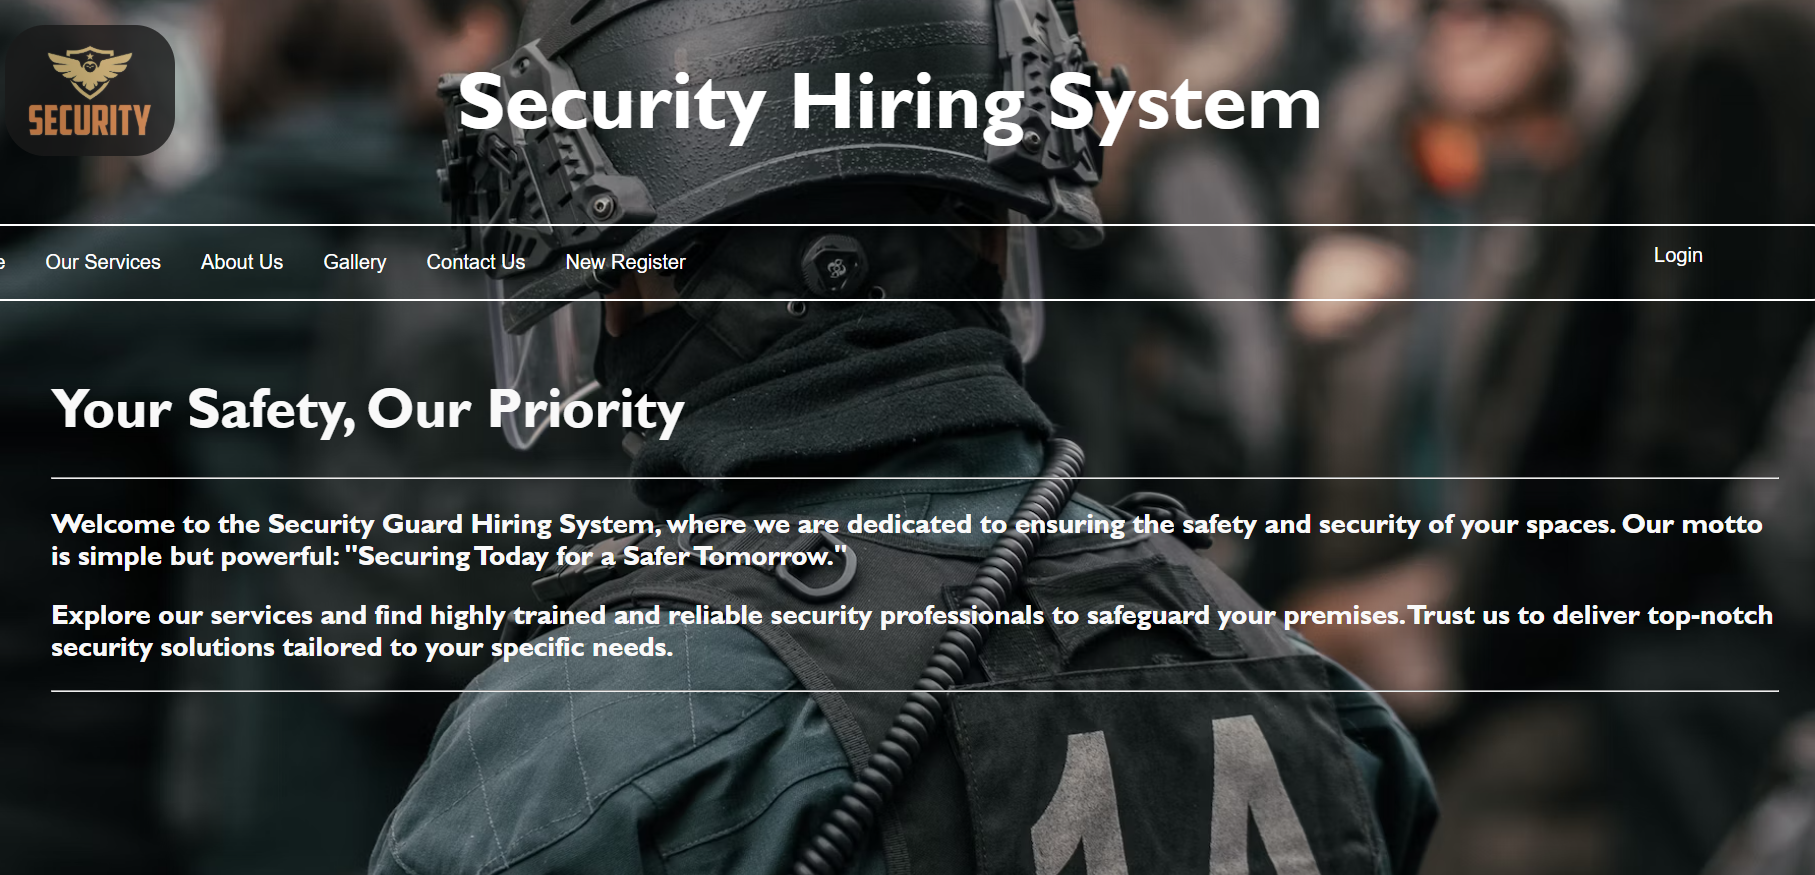 SECURITY
Security Hiring System
e Our Services About Us Gallery Contact Us New Register Login
Your Safety, Our Priority
Welcome to the Security Guard Hiring System, where we are dedicated to ensuring the safety and security of your spaces. Our motto
is simple but powerful: "Securing Today for a Safer Tomorrow."
Explore our services and find highly trained and reliable security professionals to safeguard your premises. Trust us to deliver top-notch
security solutions tailored to your specific needs.